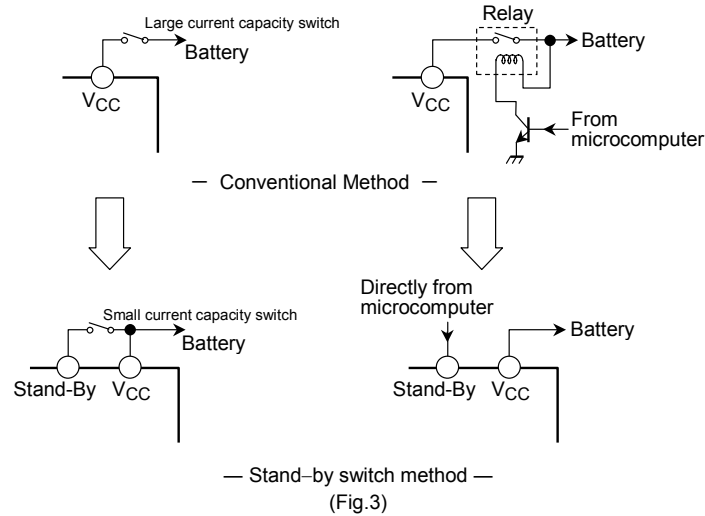 Large current capacity switch
Battery
VCC
Relay
Battery
VCC
From
microcomputer
— Conventional Method —
Small current capacity switch
Battery
Stand-By
VCC
Directly from
microcomputer
Battery
Stand-By
VCC
— Stand–by switch method —
(Fig.3)